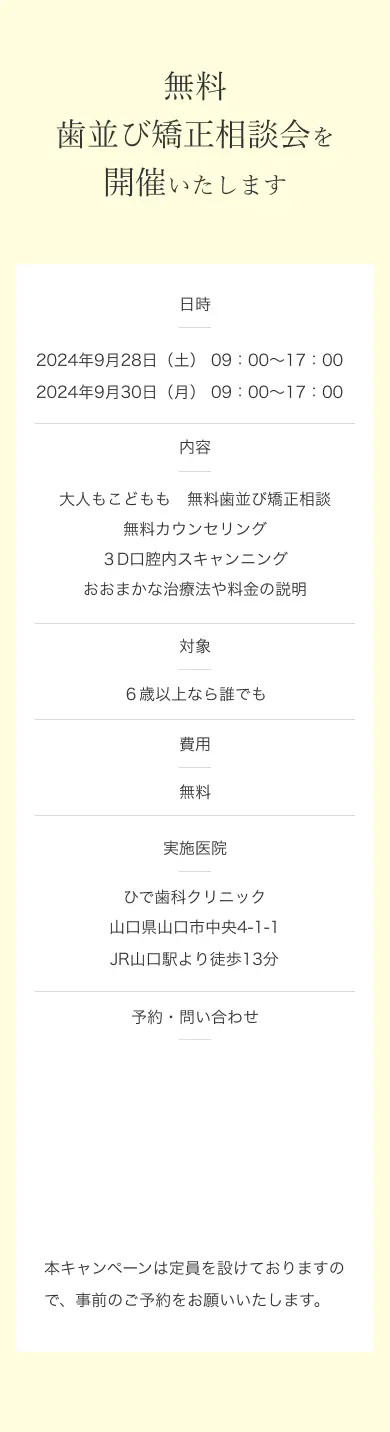 無料
歯並び矯正相談会を
開催いたします
日時
2024年9月28日（土） 09：00〜17：00
2024年9月30日（月） 09：00〜17：00
内容
大人もこどもも　無料歯並び矯正相談
無料カウンセリング
３D口腔内スキャンニング
おおまかな治療法や料金の説明
対象
６歳以上なら誰でも
費用
無料
実施医院
ひで歯科クリニック
山口県山口市中央4-1-1
JR山口駅より徒歩13分
予約・問い合わせ
本キャンペーンは定員を設けておりますの
で、事前のご予約をお願いいたします。